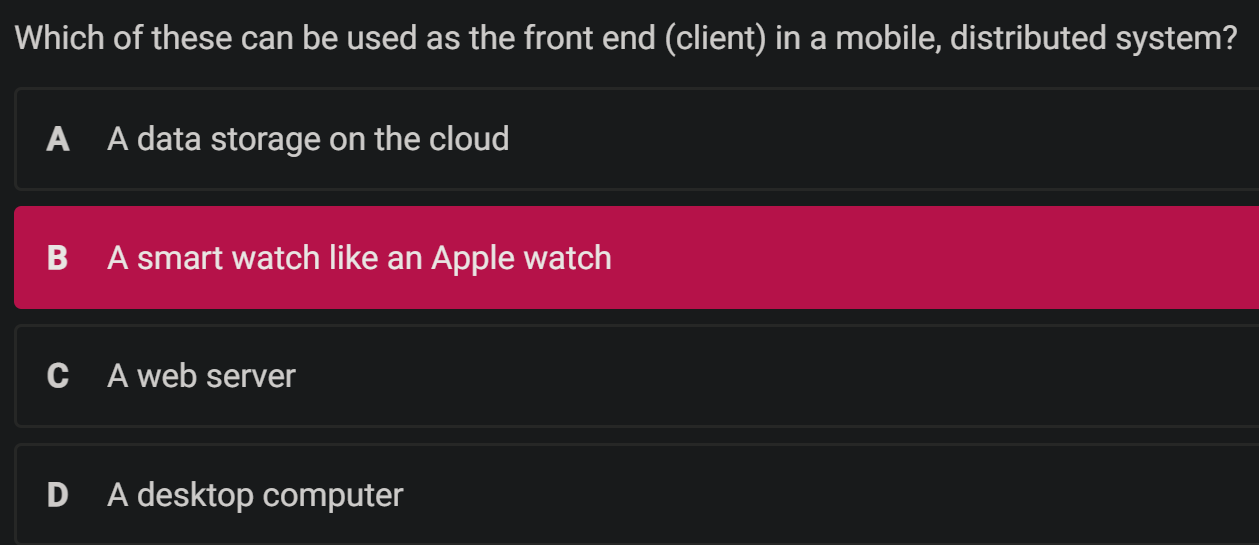 Which of these can be used as the front end (client) in a mobile, distributed system?
A A data storage on the cloud
B A smart watch like an Apple watch
C A web server
D A desktop computer